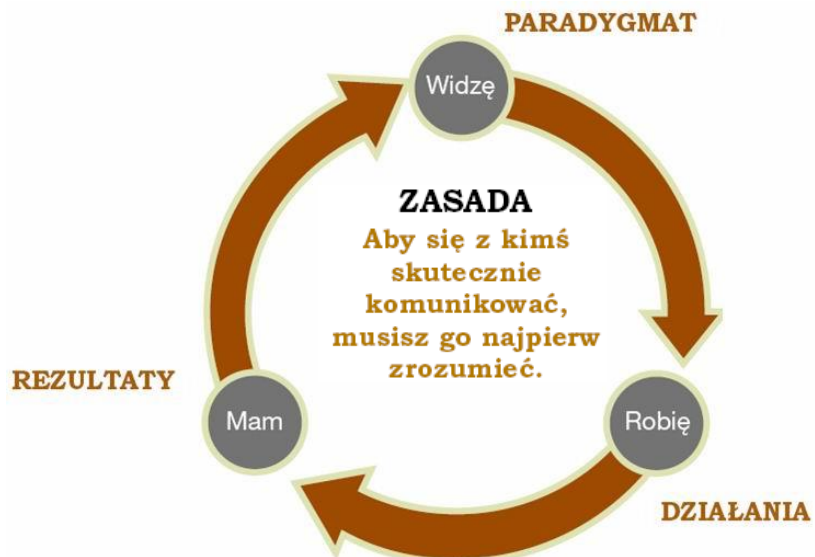 PARADYGMAT
Widzę
ZASADA
Aby się z kimś
skutecznie
komunikować,
musisz go najpierw
zrozumieć.
REZULTATY
Mam
Robię
DZIAŁANIA